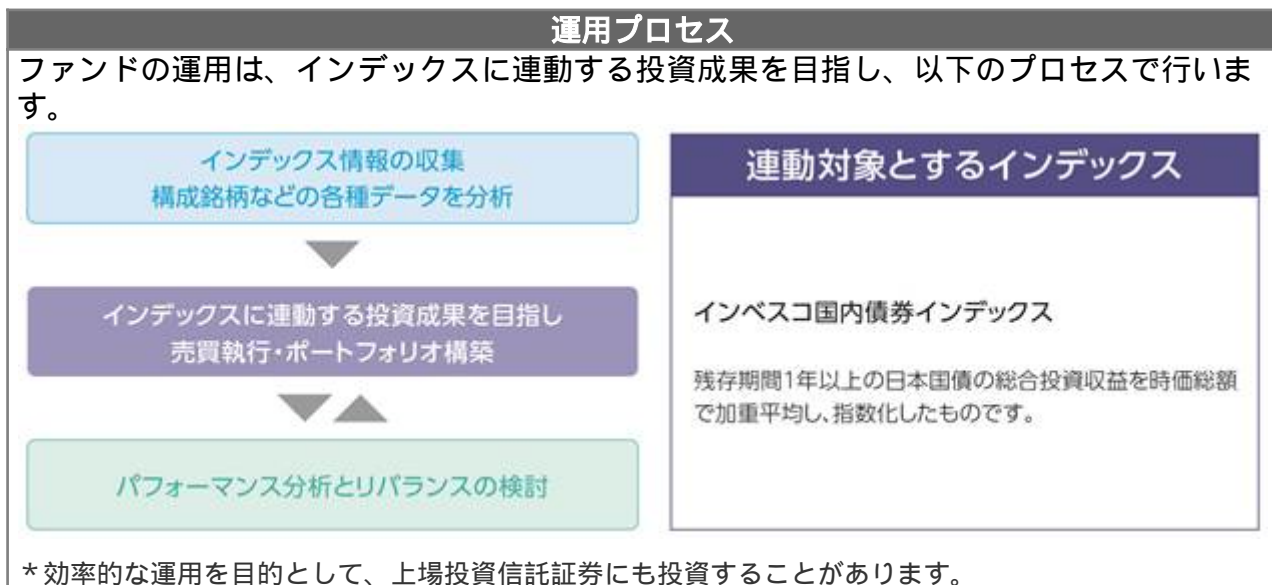 運用プロセス
ファンドの運用は、インデックスに連動する投資成果を目指し、以下のプロセスで行いま
す。
インデックス情報の収集
構成銘柄などの各種データを分析
インデックスに連動する投資成果を目指し
売買執行・ポートフォリオ構築
パフォーマンス分析とリバランスの検討
連動対象とするインデックス
インベスコ国内債券インデックス
残存期間1年以上の日本国債の総合投資収益を時価総額
で加重平均し、指数化したものです。
*効率的な運用を目的として、上場投資信託証券にも投資することがあります。